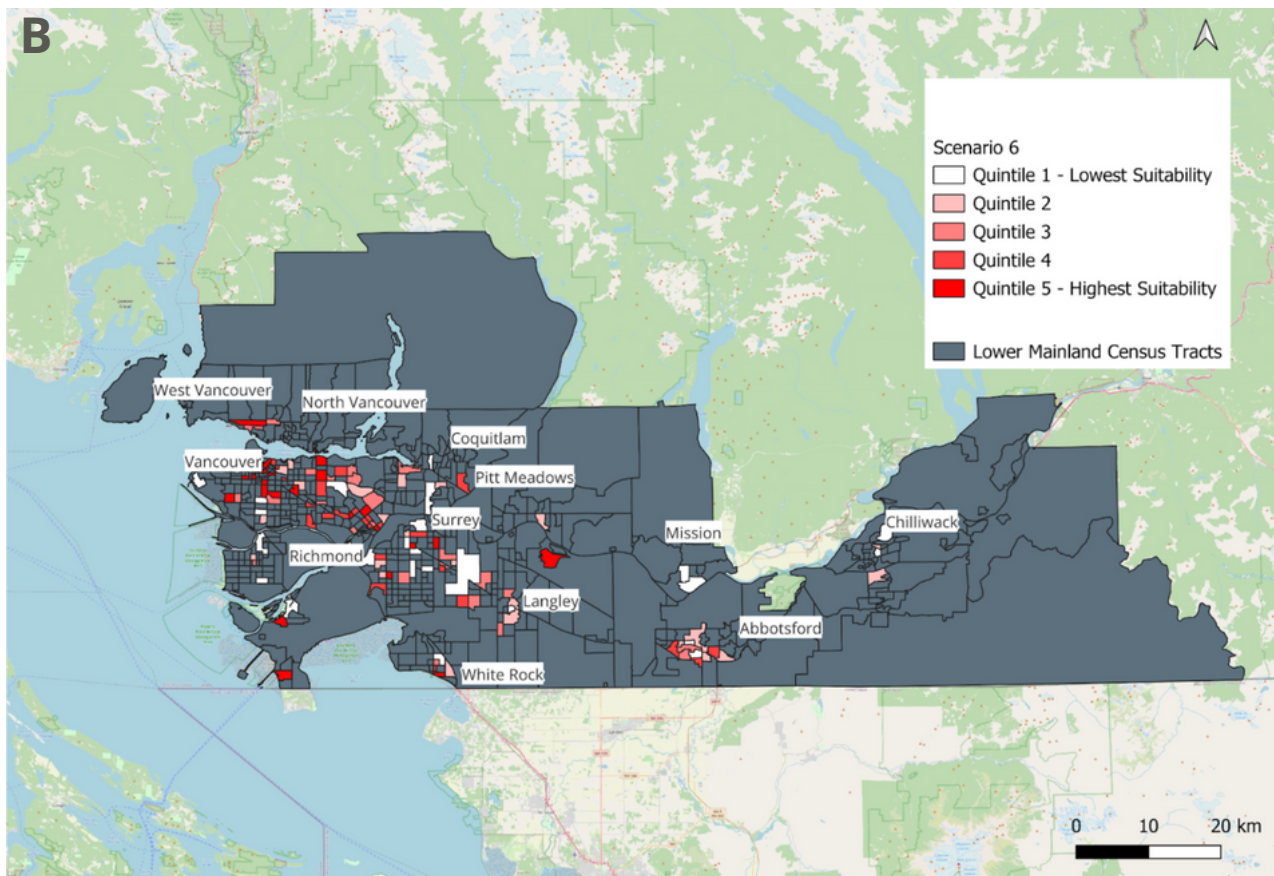 B
Scenario 6
Quintile 1 - Lowest Suitability
Quintile 2
Quintile 3
Quintile 4
Quintile 5 - Highest Suitability
Lower Mainland Census Tracts
West Vancouver
North Vancouver
Coquitlam
Vancouver
Pitt Meadows
Surrey
Chilliwack
Mission
Richmond
Langley
Abbotsford
White Rock
0 10 20 km